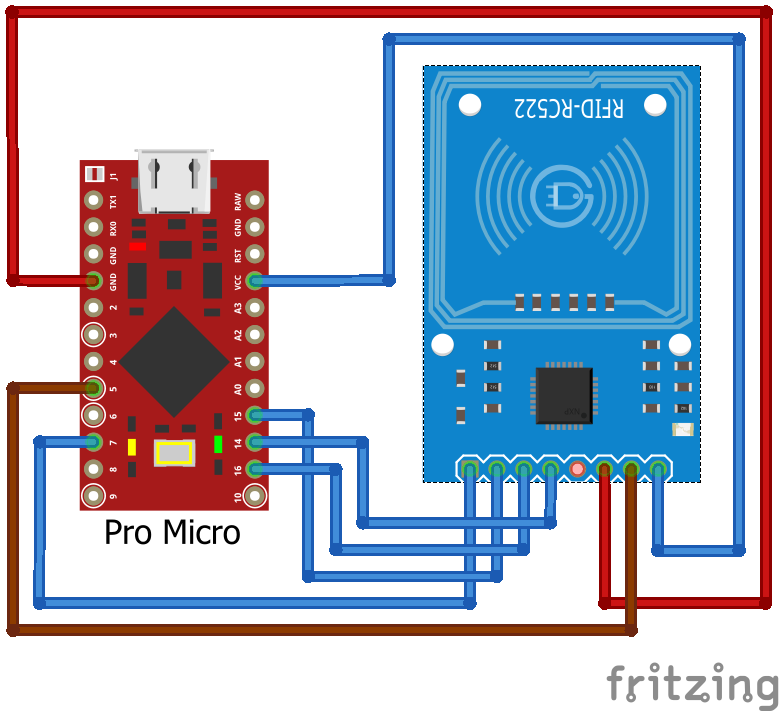 RFID-RC522
J1
TX1
RAW
RX0
GND
GND
RST
GND
VCC
2
A3
3
A2
4
A1
5
A0
6
15
7
14
8
16
9
10
Pro Micro
fritzing